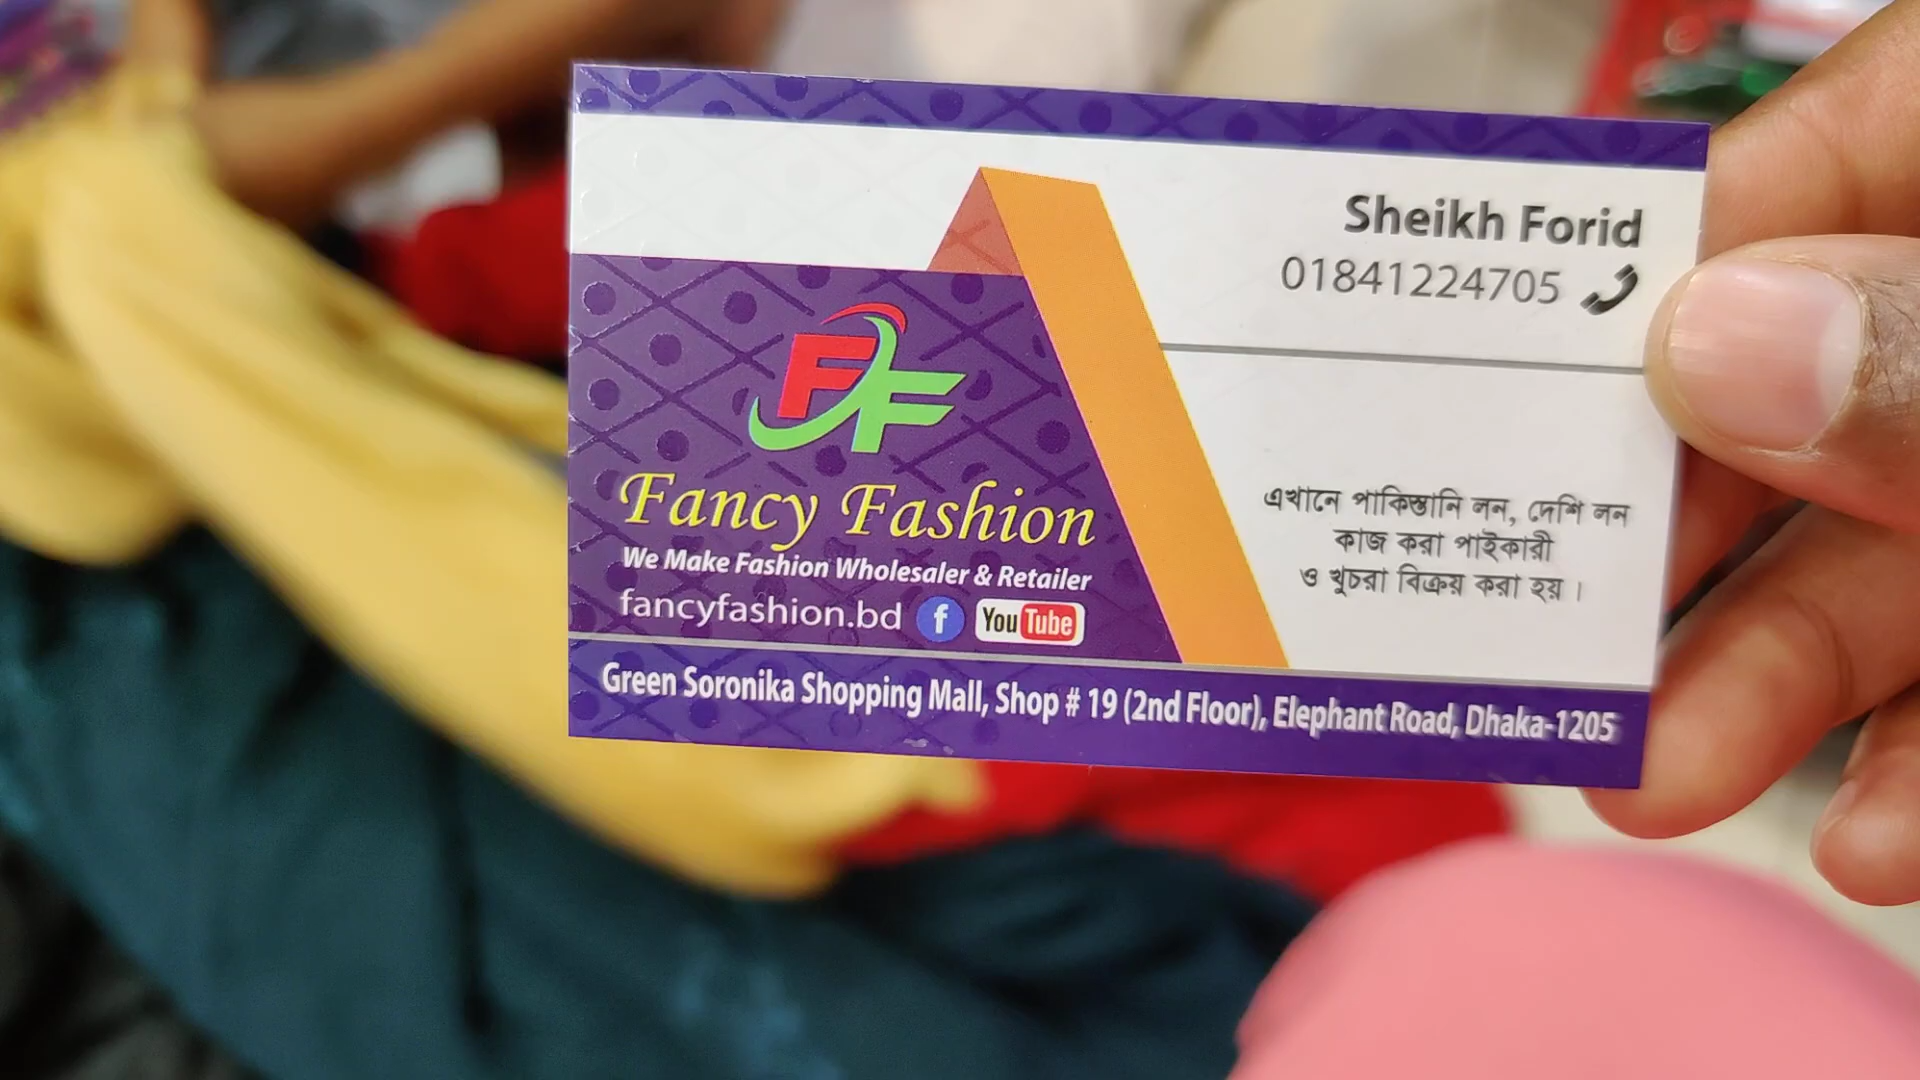 Sheikh Forid
01841224705
FF
Fancy Fashion
We Make Fashion Wholesaler & Retailer
fancyfashion.bd f YouTube
এখানে পাকিস্তানি লন, দেশি লন
কাজ করা পাইকারী
ও খুচরা বিক্রয় করা হয়।
Green Soronika Shopping Mall, Shop # 19 (2nd Floor), Elephant Road, Dhaka-1205